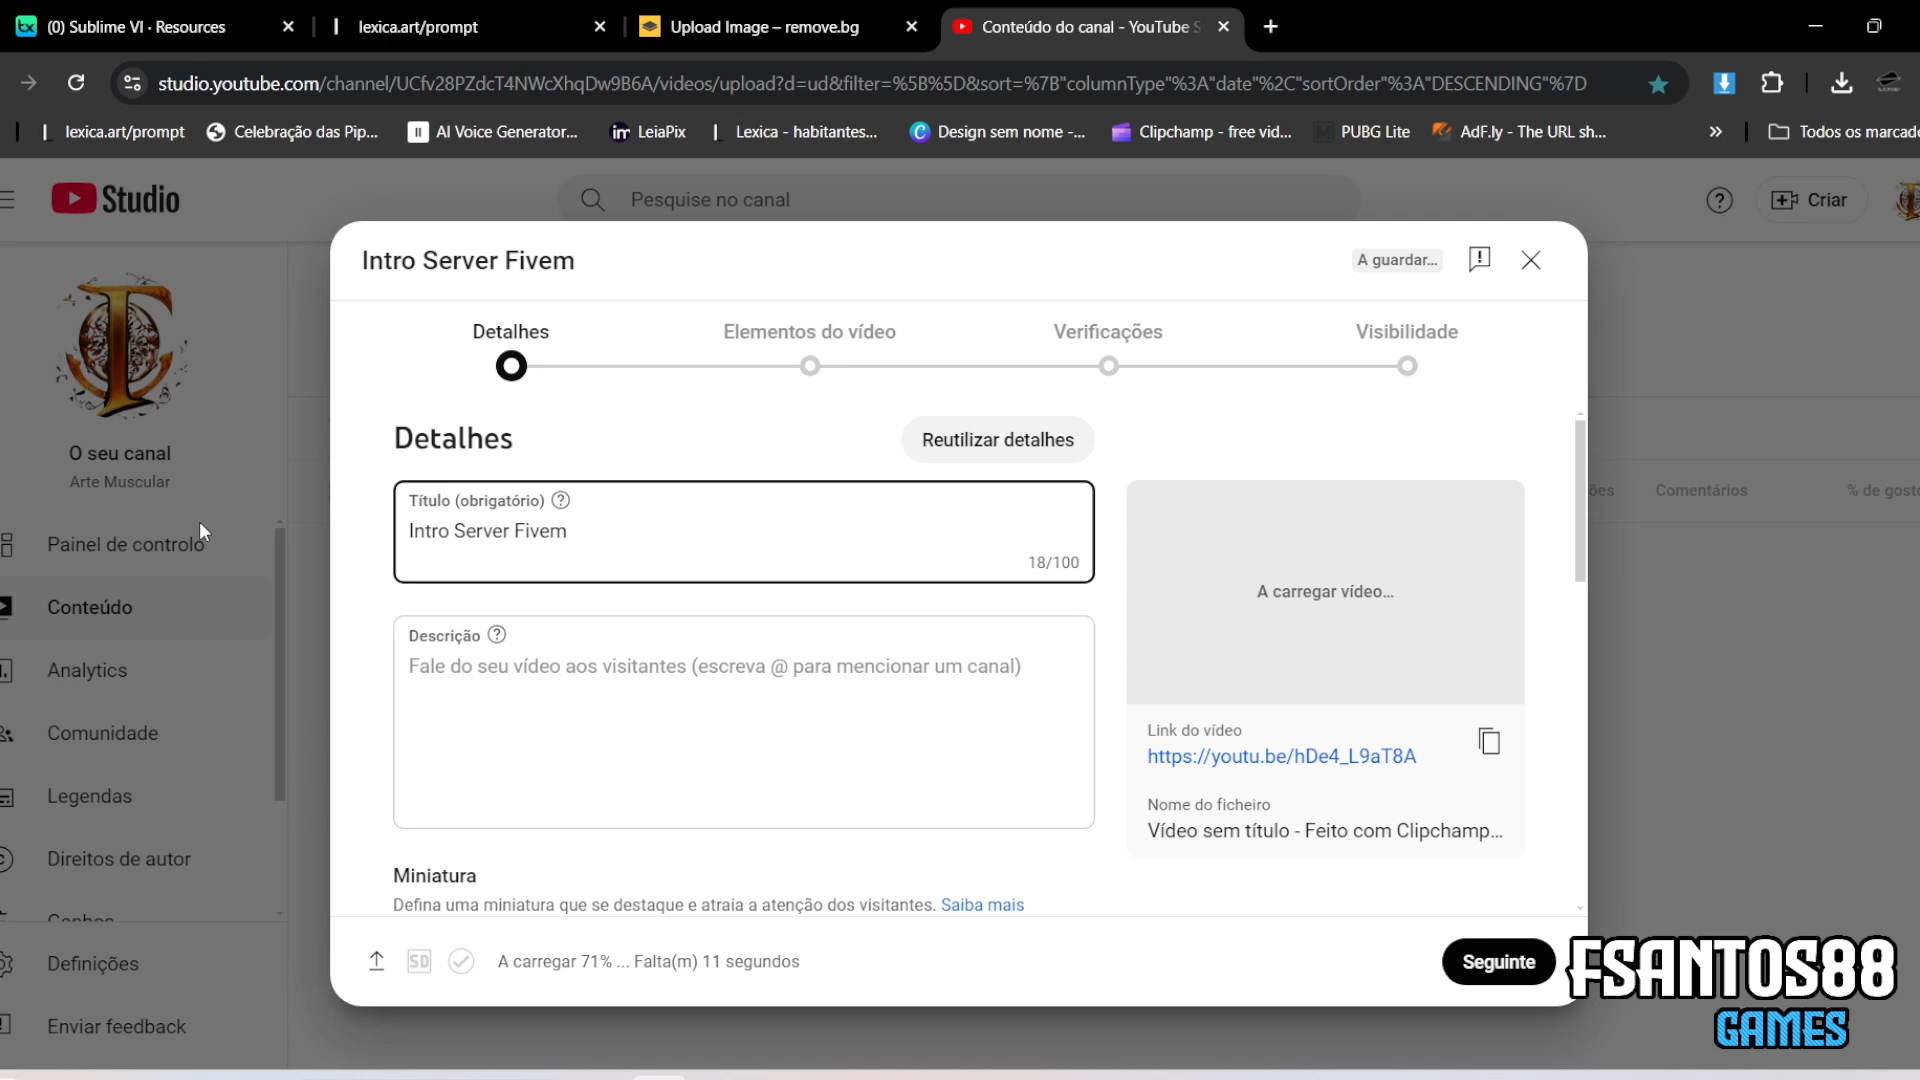 (0) Sublime VI · Resources
lexica.art/prompt
Upload Image – remove.bg
Conteúdo do canal - YouTube S
studio.youtube.com/channel/UCfv28PZdcT4NWcXhqDw9B6A/videos/upload?d=ud&filter=%5B%5D&sort=%7B"columnType"%3A"date"%2C"sortOrder"%3A"DESCENDING"%7D
lexica.art/prompt
Celebração das Pip...
AI Voice Generator...
LeiaPix
Lexica - habitantes...
Design sem nome -...
Clipchamp - free vid...
PUBG Lite
AdF.ly - The URL sh...
»
Todos os marcado
Studio
Pesquise no canal
Criar
Intro Server Fivem
A guardar...
Detalhes
Elementos do vídeo
Verificações
Visibilidade
O seu canal
Arte Muscular
Painel de controlo
Conteúdo
Analytics
Comunidade
Legendas
Direitos de autor
Definições
Enviar feedback
Detalhes
Reutilizar detalhes
Título (obrigatório)
Intro Server Fivem
18/100
Descrição
Fale do seu vídeo aos visitantes (escreva @ para mencionar um canal)
A carregar vídeo...
Link do vídeo
https://youtu.be/hDe4_L9aT8A
Nome do ficheiro
Vídeo sem título - Feito com Clipchamp...
Miniatura
Defina uma miniatura que se destaque e atraia a atenção dos visitantes. Saiba mais
ões
Comentários
% de gosto
SD
A carregar 71% ... Falta(m) 11 segundos
Seguinte
FSANTOS88
GAMES